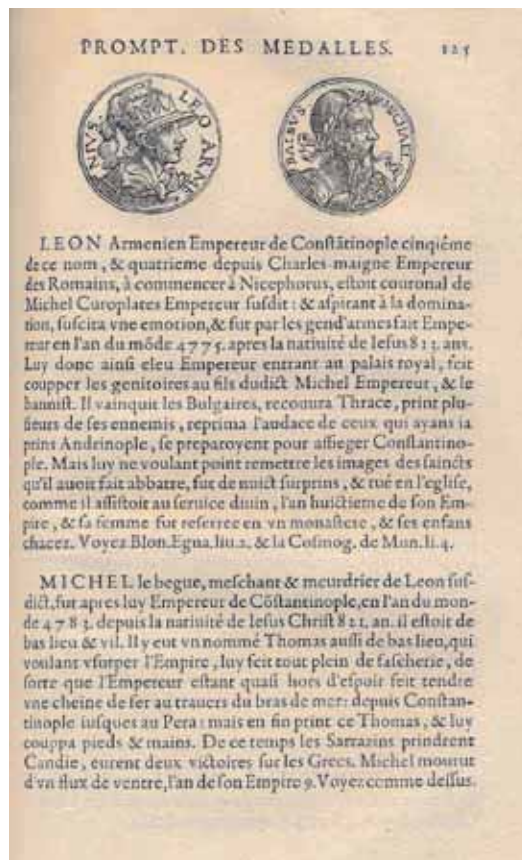 PROMPT. DES MEDALLES. 225
NIVS. LEO ARME
BALBVS MICHAEL
LEON Armenien Empereur de Conſtãtinople cinqiẽme
de ce nom, & quatrieme depuis Charles maigne Empereur
des Romains, à commencer à Nicephorus, eſtoit couronal de
Michel Curoplates Empereur ſuſdit : & aſpirant à la domina-
tion, ſuſcita vne emotion, & fut par les gend'armes fait Empe-
reur en l'an du mõde 4775. apres la natiuité de Ieſus 813. ans.
Luy donc ainſi eleu Empereur entrant au palais royal, feit
coupper les genitoires au fils dudict Michel Empereur, & le
banniſt. Il vainquit les Bulgaires, recouura Thrace, print plu-
ſieurs de ſes ennemis, reprima l'audace de ceux qui ayans ia
prins Andrinople, ſe preparoyent pour aſſieger Conſtantino-
ple. Mais luy ne voulant point remettre les images des ſaincts
qu'il auoit fait abbatre, fut de nuict ſurprins, & tué en l'egliſe,
comme il aſſiſtoit au ſeruice diuin, l'an huictieme de ſon Em-
pire, & ſa femme fut reſerree en vn monaſtere, & ſes enfans
chacez. Voyez Blon. Egna. liu. 2. & la Coſmog. de Mun. li. 4.
MICHEL le begue, meſchant & meurdrier de Leon ſuſ-
dict, fut apres luy Empereur de Cõſtantinople, en l'an du mon-
de 4783. depuis la natiuité de Ieſus Chriſt 821. an. il eſtoit de
bas lieu & vil. Il y eut vn nommé Thomas auſſi de bas lieu, qui
voulant vſurper l'Empire, luy feit tout plein de faſcherie, de
ſorte que l'Empereur eſtant quaſi hors d'eſpoir feit tendre
vne cheine de fer au trauers du bras de mer: depuis Conſtan-
tinople iuſques au Pera : mais en fin print ce Thomas, & luy
couppa pieds & mains. De ce temps les Sarrazins prindrent
Candie, eurent deux victoires ſur les Grecs. Michel mourut
d'vn flux de ventre, l'an de ſon Empire 9. Voyez comme deſſus.